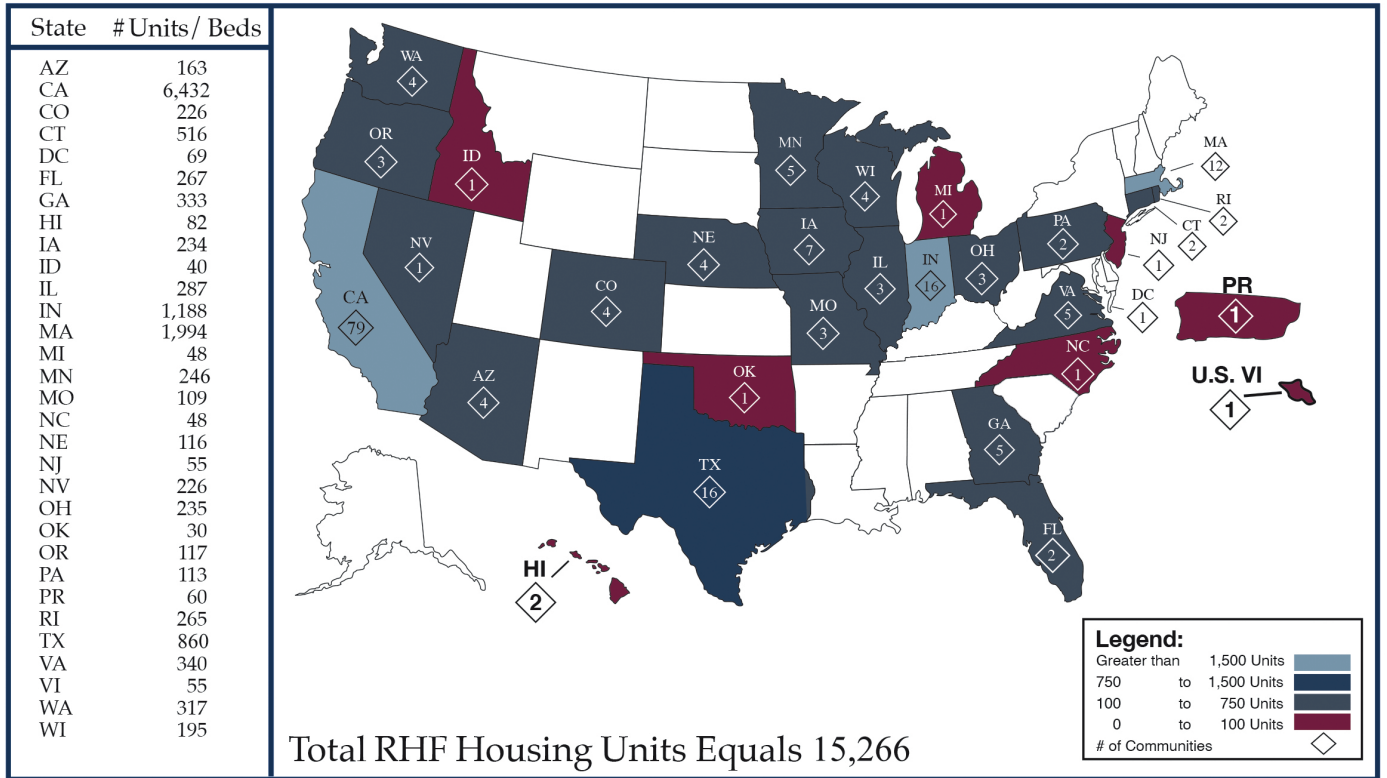 State # Units/ Beds
AZ 163
CA 6,432
CO 226
CT 516
DC 69
FL 267
GA 333
HI 82
IA 234
ID 40
IL 287
IN 1,188
MA 1,994
MI 48
MN 246
MO 109
NC 48
NE 116
NJ 55
NV 226
OH 235
OK 30
OR 117
PA 113
PR 60
RI 265
TX 860
VA 340
VI 55
WA 317
WI 195
WA
4
OR
3
ID
1
NV
1
CA
79
AZ
4
CO
4
NE
4
OK
1
TX
16
MN
5
IA
7
MO
3
WI
4
IL
3
MI
1
IN
16
OH
3
PA
2
VA
5
NC
1
GA
5
FL
2
MA
12
RI
2
CT
2
NJ
1
DC
1
PR
1
U.S. VI
1
HI
2
Legend:
Greater than 1,500 Units
750 to 1,500 Units
100 to 750 Units
0 to 100 Units
# of Communities
Total RHF Housing Units Equals 15,266